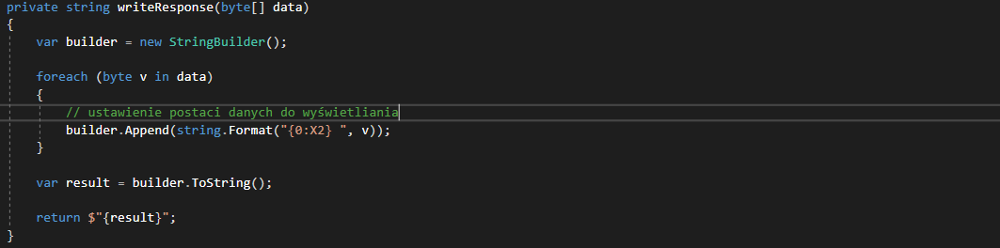 private string writeResponse(byte[] data)
{
    var builder = new StringBuilder();

    foreach (byte v in data)
    {
        // ustawienie postaci danych do wyświetliania
        builder.Append(string.Format("{0:X2} ", v));
    }

    var result = builder.ToString();

    return $"{result}";
}